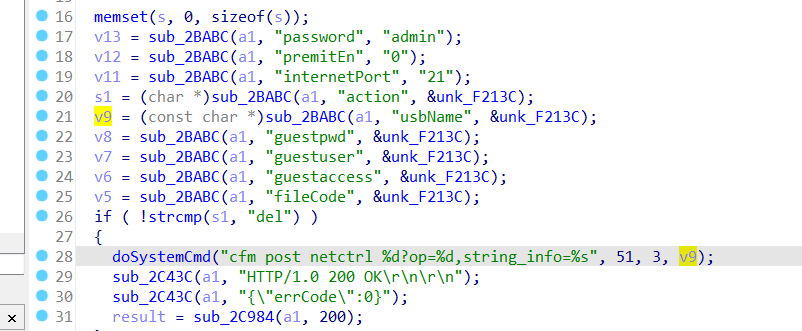 16 memset(s, 0, sizeof(s));
17 v13 = sub_2BABC(a1, "password", "admin");
18 v12 = sub_2BABC(a1, "premitEn", "0");
19 v11 = sub_2BABC(a1, "internetPort", "21");
20 s1 = (char *)sub_2BABC(a1, "action", &unk_F213C);
21 v9 = (const char *)sub_2BABC(a1, "usbName", &unk_F213C);
22 v8 = sub_2BABC(a1, "guestpwd", &unk_F213C);
23 v7 = sub_2BABC(a1, "guestuser", &unk_F213C);
24 v6 = sub_2BABC(a1, "guestaccess", &unk_F213C);
25 v5 = sub_2BABC(a1, "fileCode", &unk_F213C);
26 if ( !strcmp(s1, "del") )
27 {
28 doSystemCmd("cfm post netctrl %d?op=%d,string_info=%s", 51, 3, v9);
29 sub_2C43C(a1, "HTTP/1.0 200 OK\r\n\r\n");
30 sub_2C43C(a1, "{\"errCode\":0}");
31 result = sub_2C984(a1, 200);